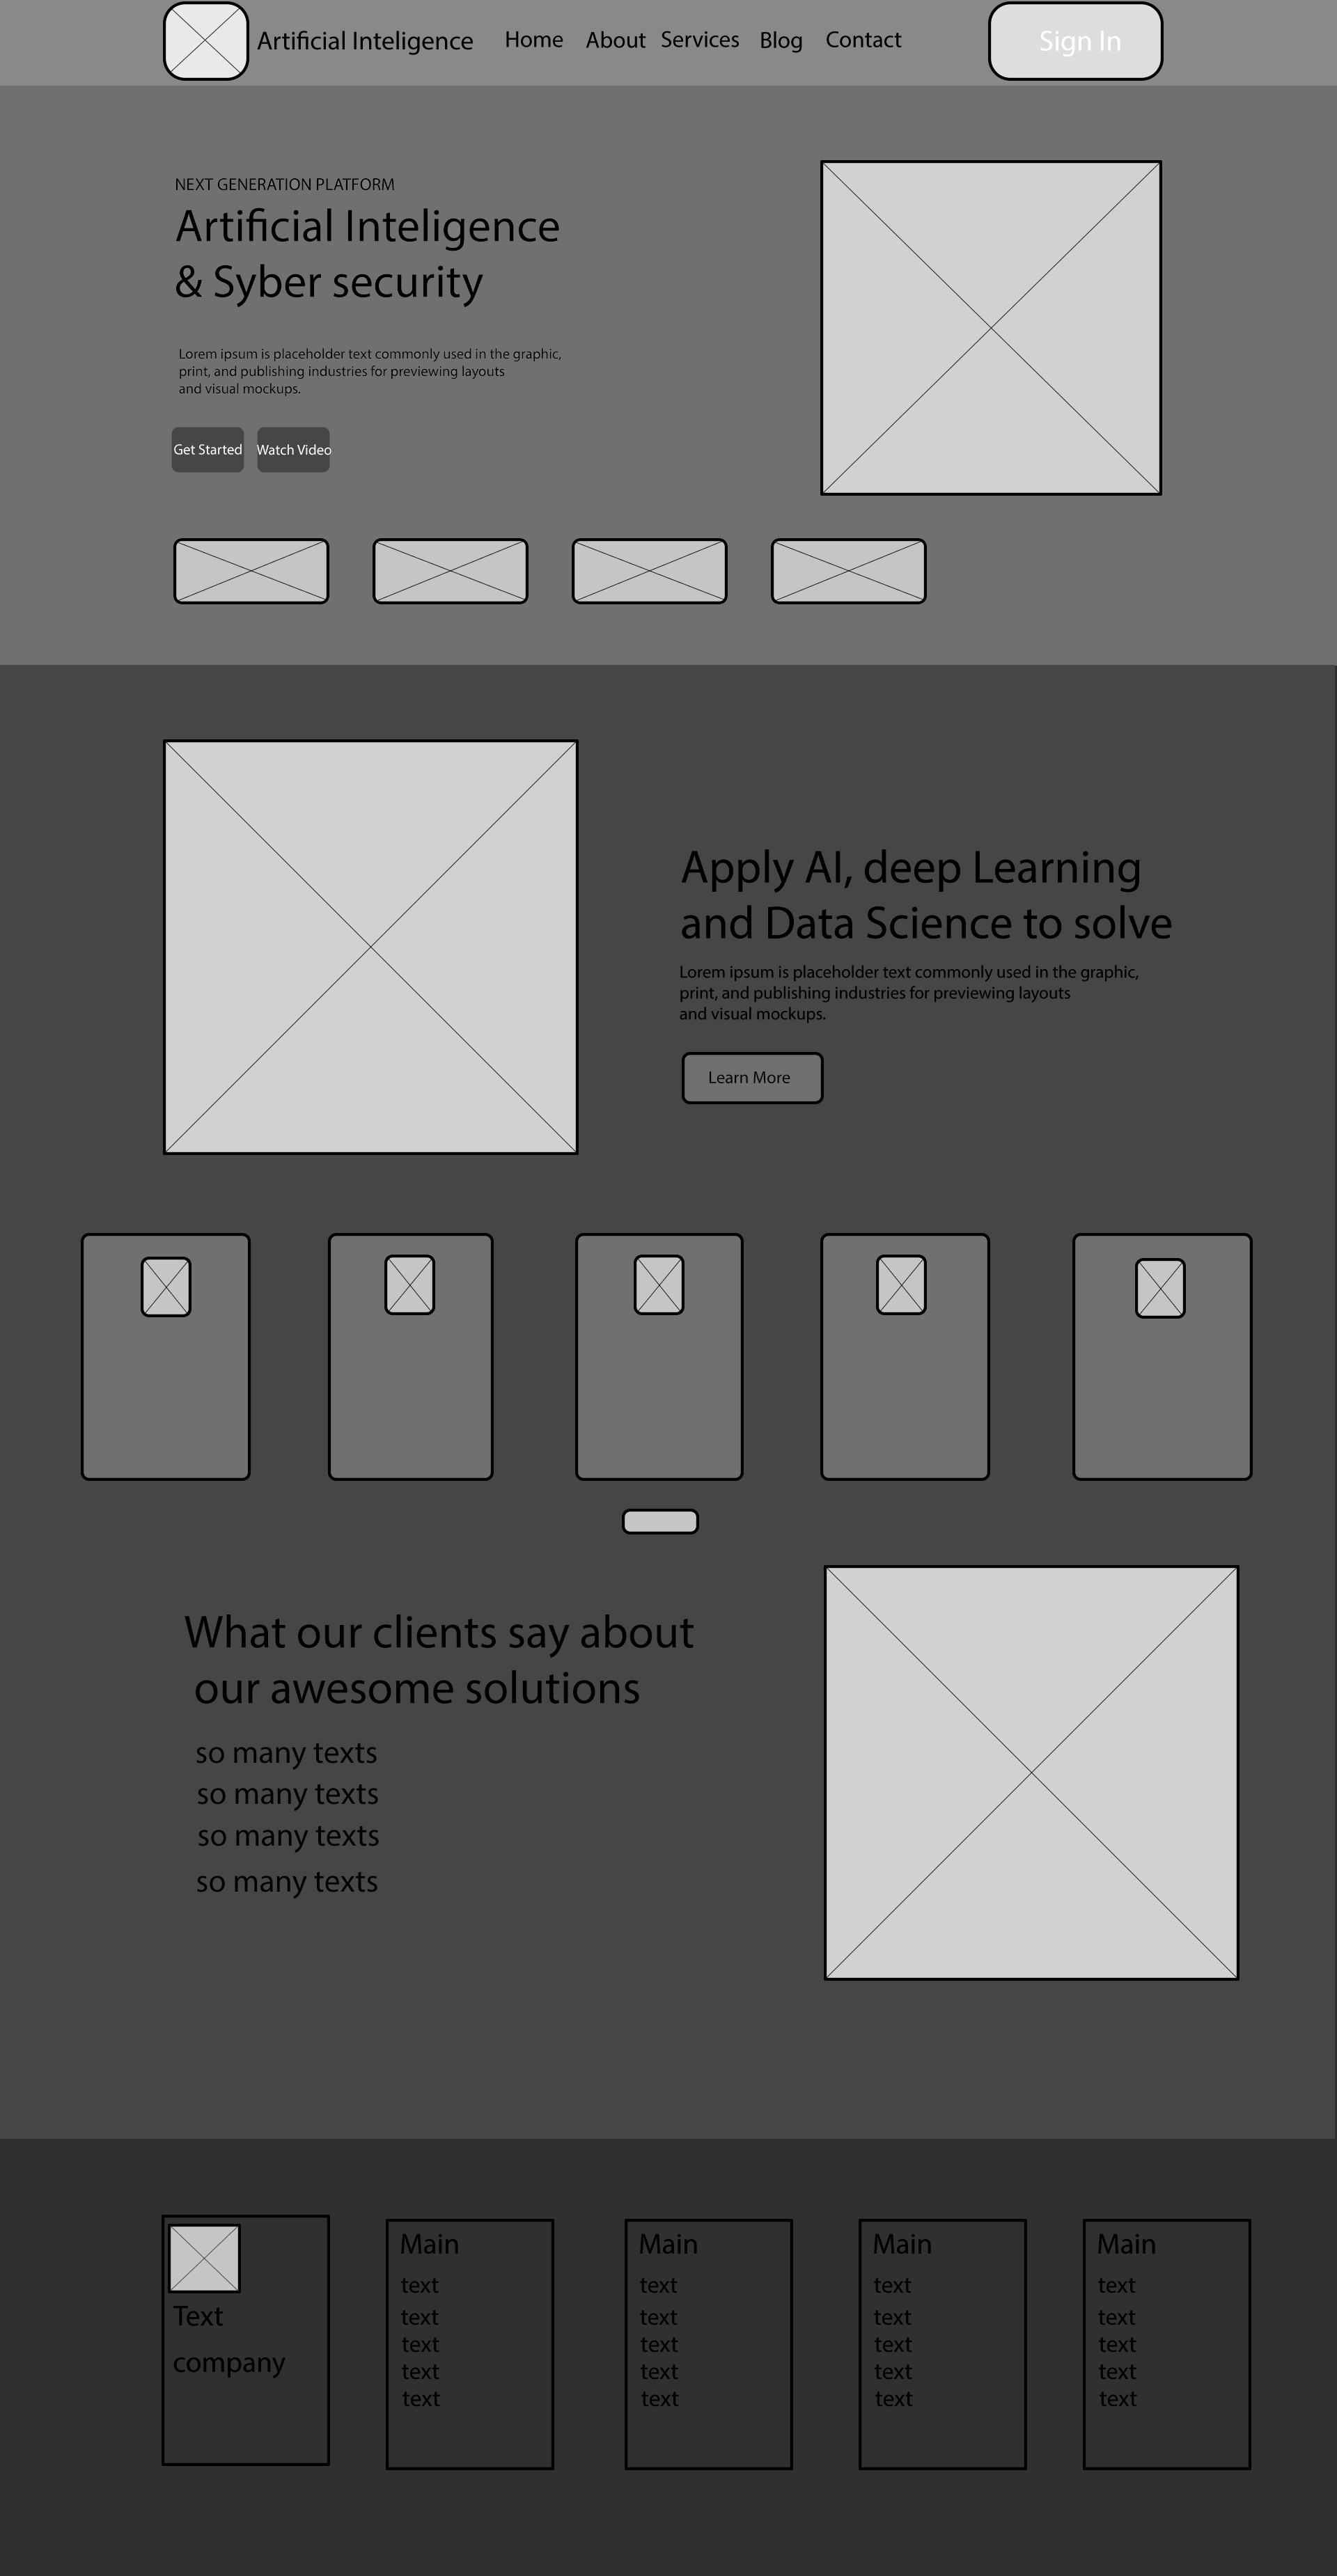 Artificial Inteligence
Home
About
Services
Blog
Contact
Sign In
NEXT GENERATION PLATFORM
Artificial Inteligence
& Syber security
Lorem ipsum is placeholder text commonly used in the graphic,
print, and publishing industries for previewing layouts
and visual mockups.
Get Started
Watch Video
Apply AI, deep Learning
and Data Science to solve
Lorem ipsum is placeholder text commonly used in the graphic,
print, and publishing industries for previewing layouts
and visual mockups.
Learn More
What our clients say about
our awesome solutions
so many texts
so many texts
so many texts
so many texts
Text
company
Main
text
text
text
text
text
Main
text
text
text
text
text
Main
text
text
text
text
text
Main
text
text
text
text
text